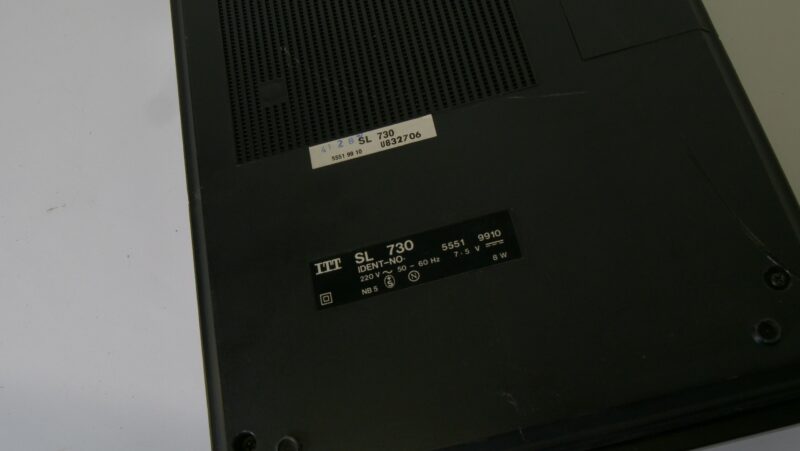 SL 730
5551 99 10 U832706
ITT SL 730 5551 9910
IDENT-NO·
220 V ~ 50 - 60 Hz 7·5 V
NB 5 S N 8 W